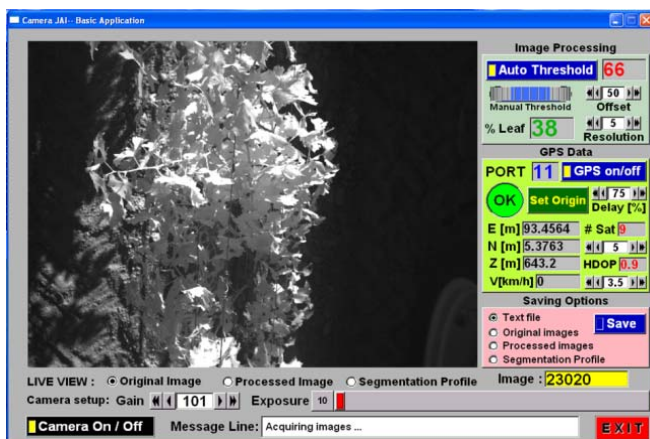 Camera JAI-- Basic Application
Image Processing
Auto Threshold 66
Manual Threshold
50
Offset
% Leaf 38
5
Resolution
GPS Data
PORT 11 GPS on/off
OK Set Origin
75
Delay [%]
E [m] 93.4564 # Sat 9
N [m] 5.3763 5
Z [m] 643.2 HDOP 0.9
V[km/h] 0 3.5
Saving Options
Text file
Original images
Processed images
Segmentation Profile
Save
LIVE VIEW : Original Image Processed Image Segmentation Profile
Image : 23020
Camera setup: Gain 101 Exposure 10
Camera On / Off Message Line: Acquiring images ...
EXIT